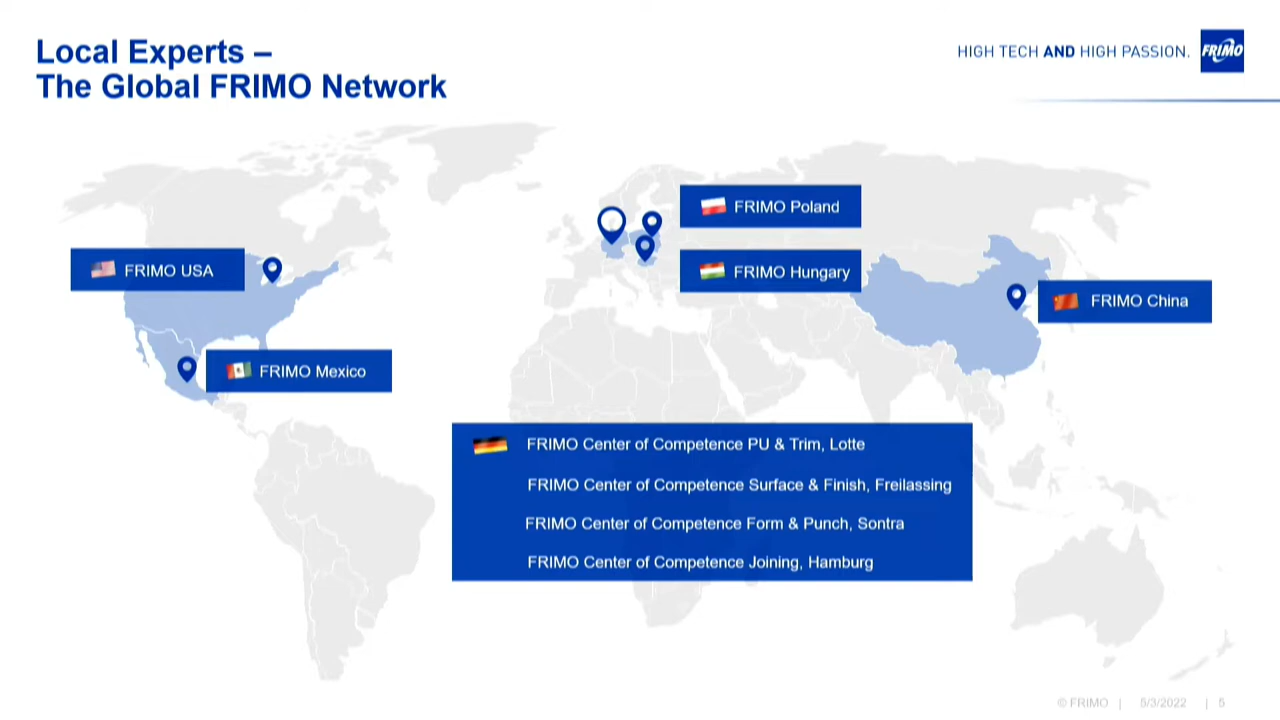 Local Experts –
The Global FRIMO Network
HIGH TECH AND HIGH PASSION.
FRIMO
FRIMO Poland
FRIMO USA
FRIMO Hungary
FRIMO China
FRIMO Mexico
FRIMO Center of Competence PU & Trim, Lotte
FRIMO Center of Competence Surface & Finish, Freilassing
FRIMO Center of Competence Form & Punch, Sontra
FRIMO Center of Competence Joining, Hamburg
© FRIMO | 5/3/2022 | 5